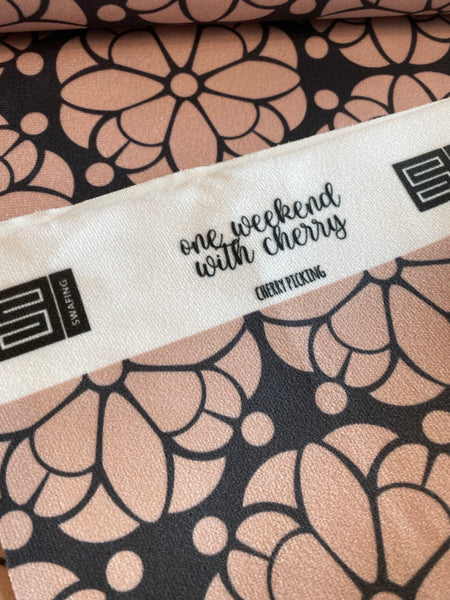 one weekend
with cherry
CHERRY PICKING
SWAFING